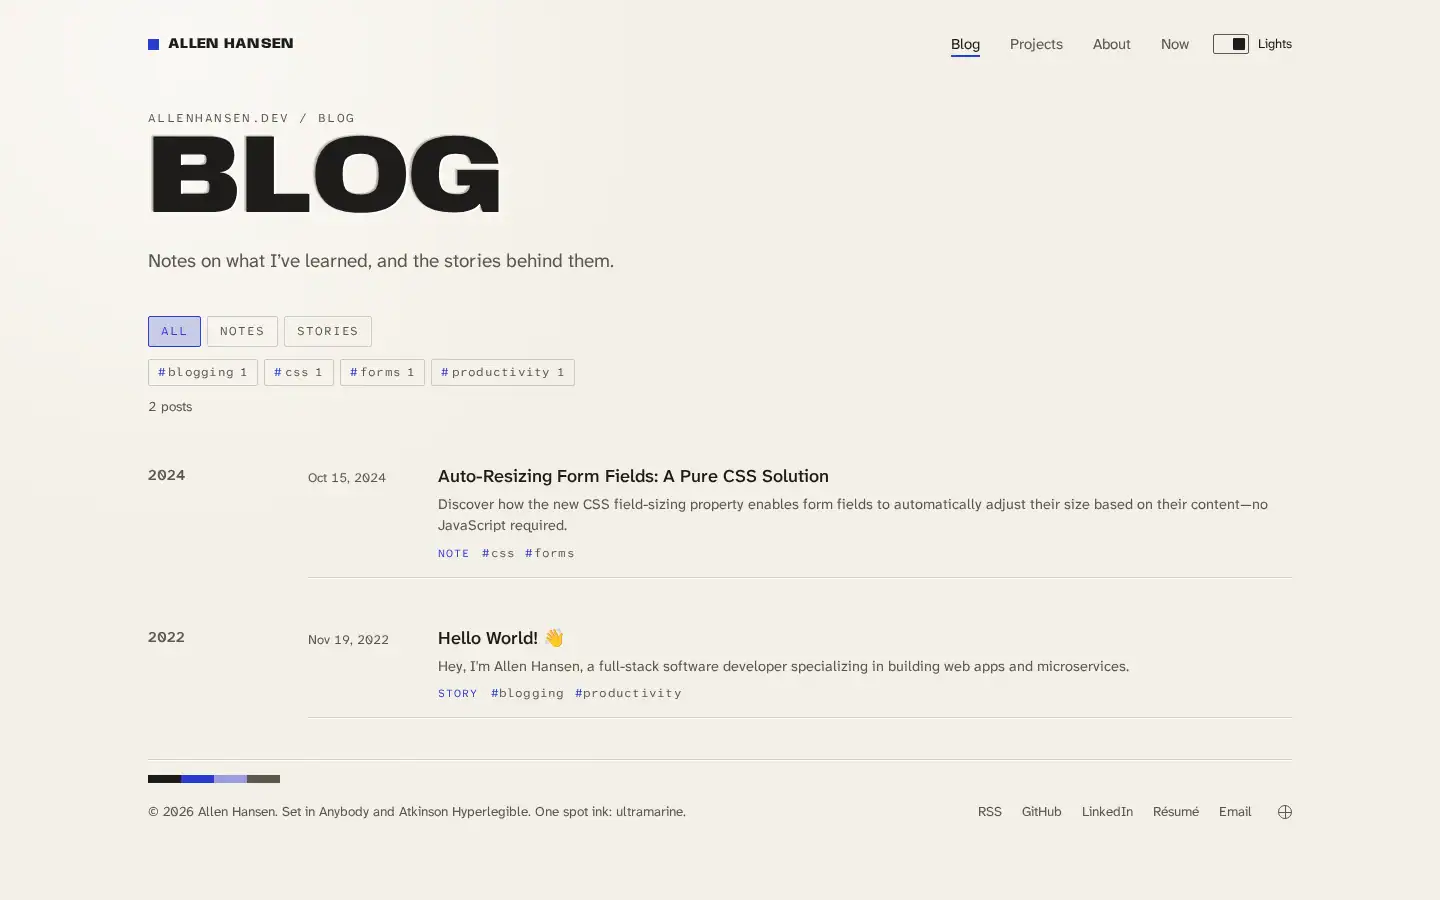 ALLEN HANSEN
Blog Projects About Now Lights
ALLENHANSEN.DEV / BLOG
BLOG
Notes on what I’ve learned, and the stories behind them.
ALL NOTES STORIES
#blogging 1 #css 1 #forms 1 #productivity 1
2 posts
2024
Oct 15, 2024
Auto-Resizing Form Fields: A Pure CSS Solution
Discover how the new CSS field-sizing property enables form fields to automatically adjust their size based on their content—no
JavaScript required.
NOTE #css #forms
2022
Nov 19, 2022
Hello World! 👋
Hey, I'm Allen Hansen, a full-stack software developer specializing in building web apps and microservices.
STORY #blogging #productivity
© 2026 Allen Hansen. Set in Anybody and Atkinson Hyperlegible. One spot ink: ultramarine.
RSS GitHub LinkedIn Résumé Email